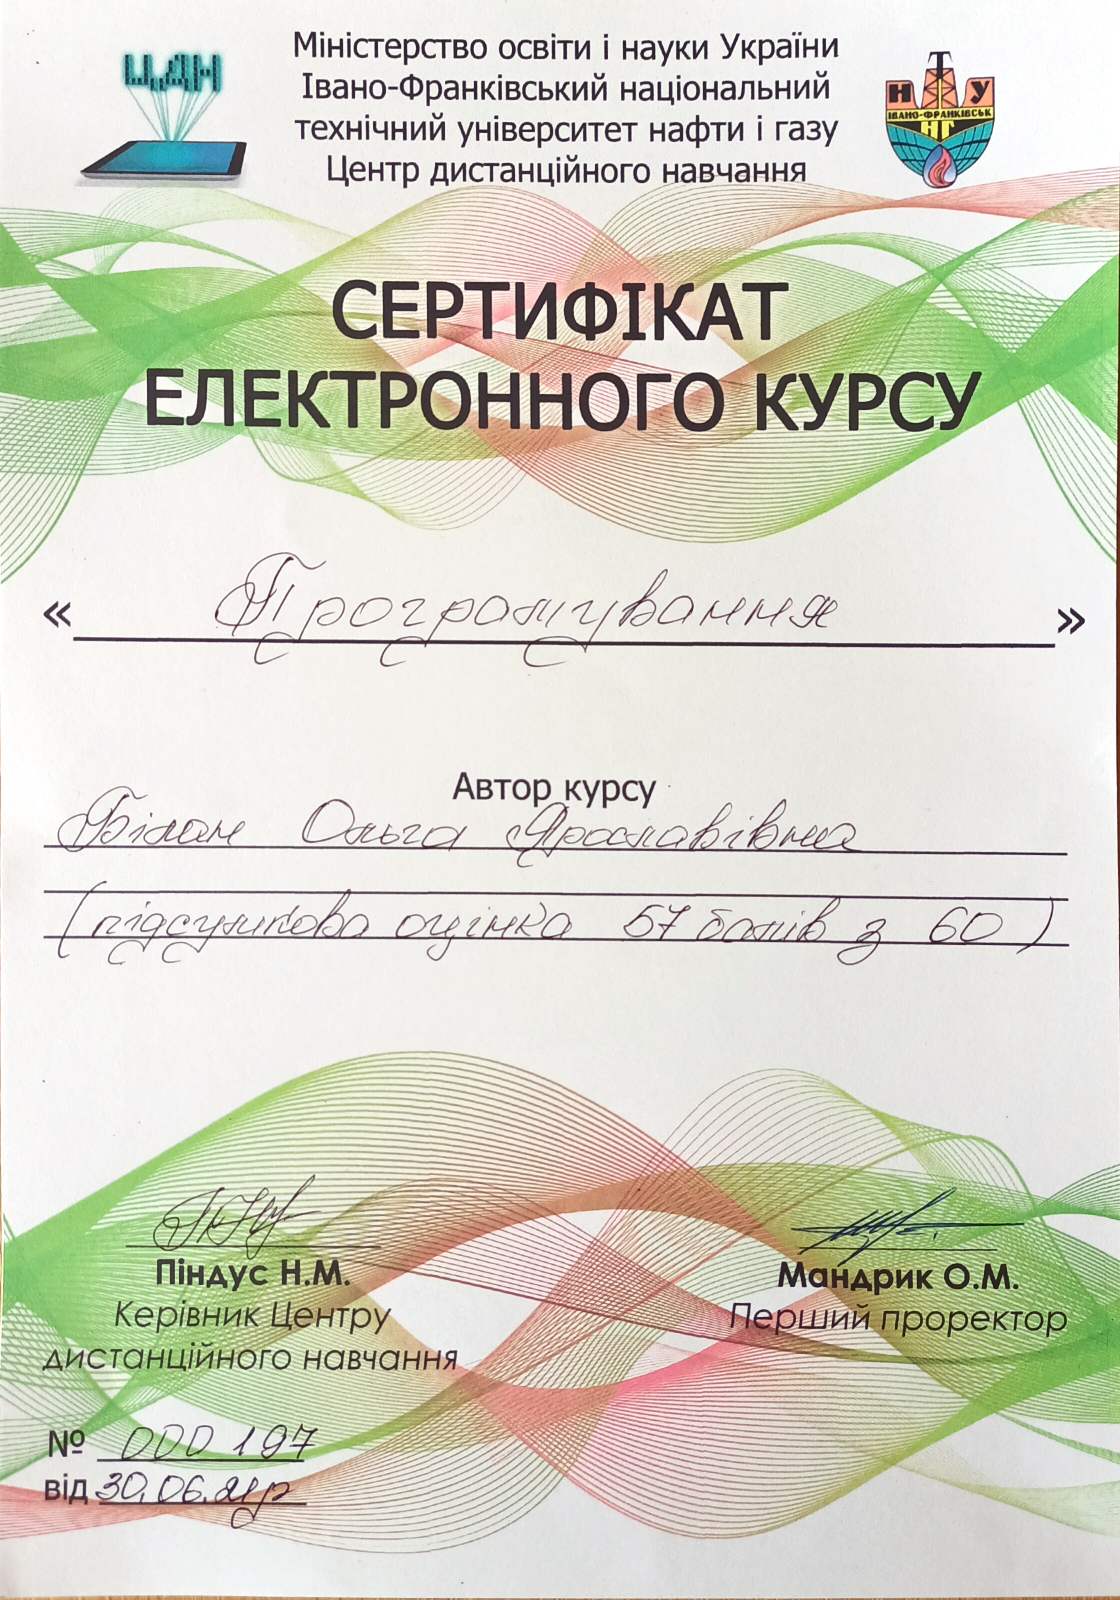 ЦДН
Міністерство освіти і науки України
Івано-Франківський національний
технічний університет нафти і газу
Центр дистанційного навчання
Н Т У
ІВАНО-ФРАНКІВСЬК
НГ
СЕРТИФІКАТ
ЕЛЕКТРОННОГО КУРСУ
« Програмування »
Автор курсу
Білан Ольга Ярославівна
(підсумкова оцінка 57 балів з 60)
Піндус Н.М.
Керівник Центру
дистанційного навчання
Мандрик О.М.
Перший проректор
№ 000197
від 30.06.21р